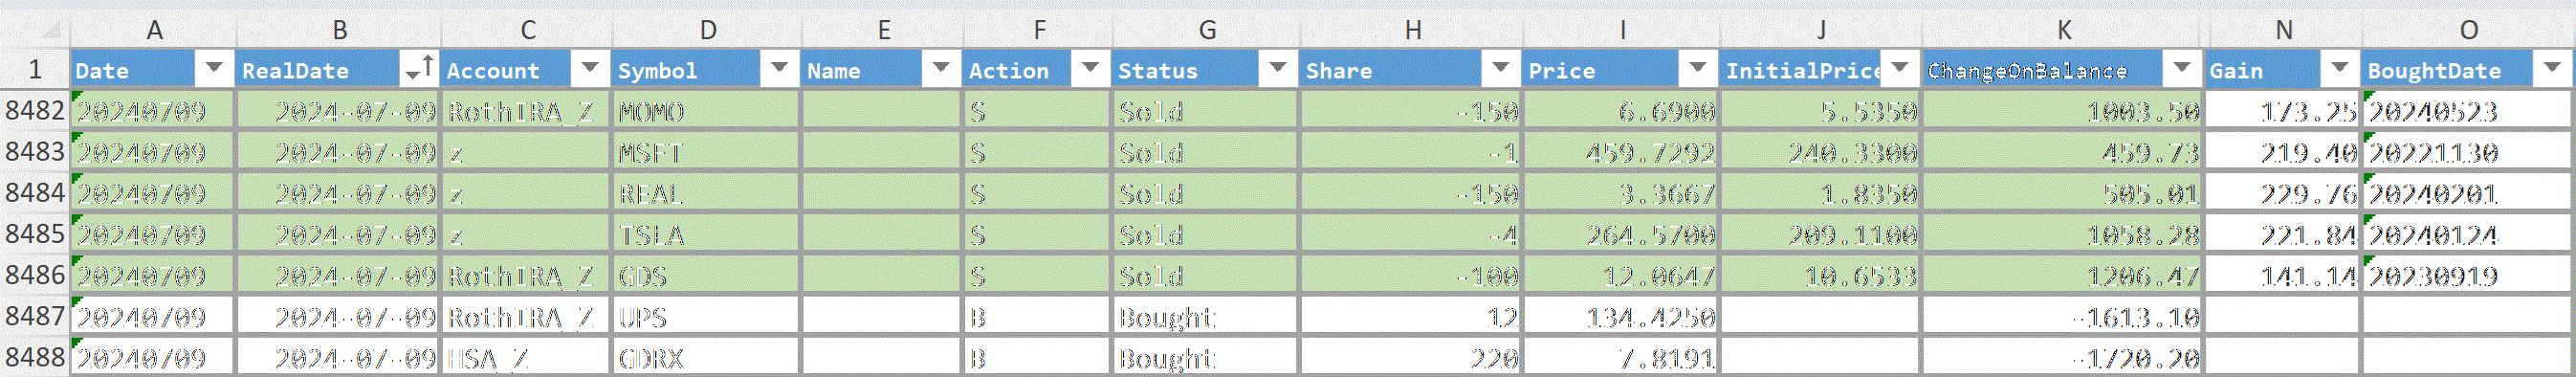 A B C D E F G H I J K N O
1 Date RealDate Account Symbol Name Action Status Share Price InitialPrice ChangeOnBalance Gain BoughtDate
8482 20240709 2024-07-09 RothIRA_Z MOMO S Sold -150 6.6900 5.5350 1003.50 173.25 20240523
8483 20240709 2024-07-09 z MSFT S Sold -1 459.7292 240.3300 459.73 219.40 20221130
8484 20240709 2024-07-09 z REAL S Sold -150 3.3667 1.8350 505.01 229.76 20240201
8485 20240709 2024-07-09 z TSLA S Sold -4 264.5700 209.1100 1058.28 221.84 20240124
8486 20240709 2024-07-09 RothIRA_Z GDS S Sold -100 12.0647 10.6533 1206.47 141.14 20230919
8487 20240709 2024-07-09 RothIRA_Z UPS B Bought 12 134.4250 -1613.10
8488 20240709 2024-07-09 HSA_Z GDRX B Bought 220 7.8191 -1720.20